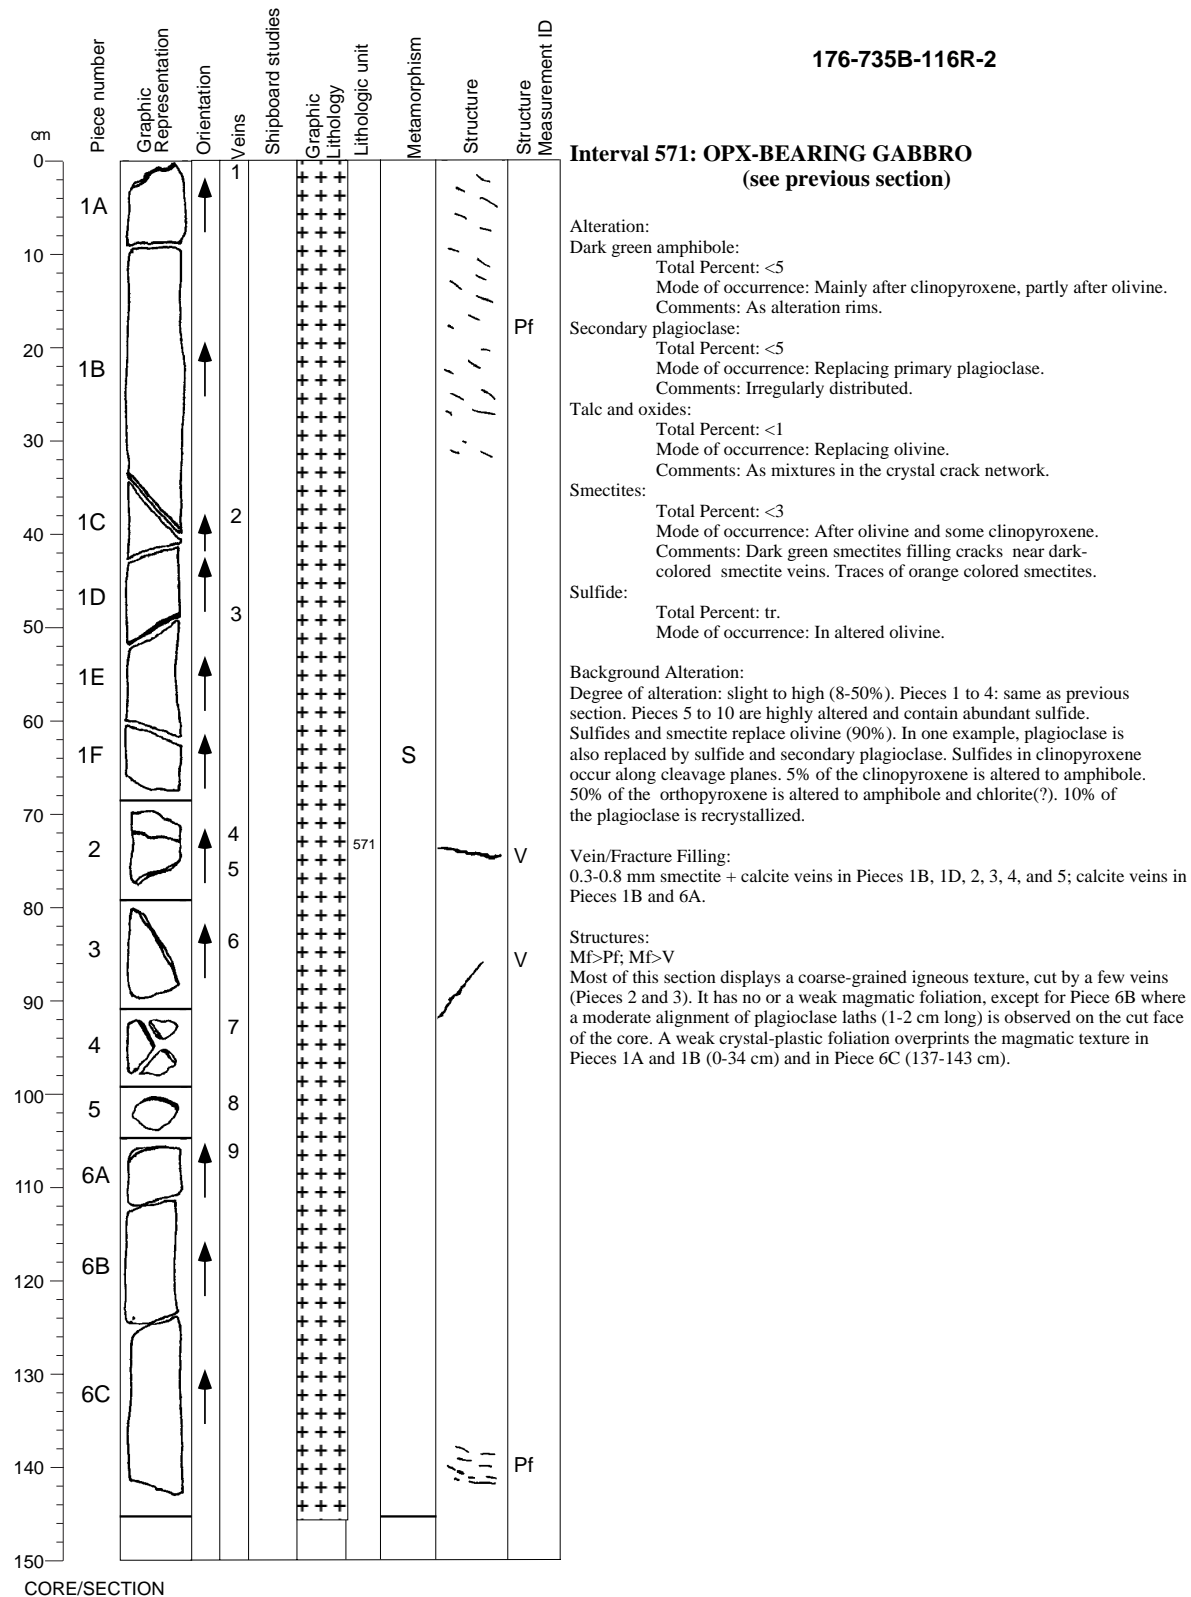 176-735B-116R-2
cm
Piece number
Graphic
Representation
Orientation
Veins
Shipboard studies
Graphic
Lithology
Lithologic unit
Metamorphism
Structure
Structure
Measurement ID
0
10
20
30
40
50
60
70
80
90
100
110
120
130
140
150
1A
1B
1C
1D
1E
1F
2
3
4
5
6A
6B
6C
1
2
3
4
5
6
7
8
9
571
S
Pf
V
V
Pf
CORE/SECTION
Interval 571: OPX-BEARING GABBRO
(see previous section)
Alteration:
Dark green amphibole:
Total Percent: <5
Mode of occurrence: Mainly after clinopyroxene, partly after olivine.
Comments: As alteration rims.
Secondary plagioclase:
Total Percent: <5
Mode of occurrence: Replacing primary plagioclase.
Comments: Irregularly distributed.
Talc and oxides:
Total Percent: <1
Mode of occurrence: Replacing olivine.
Comments: As mixtures in the crystal crack network.
Smectites:
Total Percent: <3
Mode of occurrence: After olivine and some clinopyroxene.
Comments: Dark green smectites filling cracks near dark-
colored smectite veins. Traces of orange colored smectites.
Sulfide:
Total Percent: tr.
Mode of occurrence: In altered olivine.
Background Alteration:
Degree of alteration: slight to high (8-50%). Pieces 1 to 4: same as previous
section. Pieces 5 to 10 are highly altered and contain abundant sulfide.
Sulfides and smectite replace olivine (90%). In one example, plagioclase is
also replaced by sulfide and secondary plagioclase. Sulfides in clinopyroxene
occur along cleavage planes. 5% of the clinopyroxene is altered to amphibole.
50% of the orthopyroxene is altered to amphibole and chlorite(?). 10% of
the plagioclase is recrystallized.
Vein/Fracture Filling:
0.3-0.8 mm smectite + calcite veins in Pieces 1B, 1D, 2, 3, 4, and 5; calcite veins in
Pieces 1B and 6A.
Structures:
Mf>Pf; Mf>V
Most of this section displays a coarse-grained igneous texture, cut by a few veins
(Pieces 2 and 3). It has no or a weak magmatic foliation, except for Piece 6B where
a moderate alignment of plagioclase laths (1-2 cm long) is observed on the cut face
of the core. A weak crystal-plastic foliation overprints the magmatic texture in
Pieces 1A and 1B (0-34 cm) and in Piece 6C (137-143 cm).